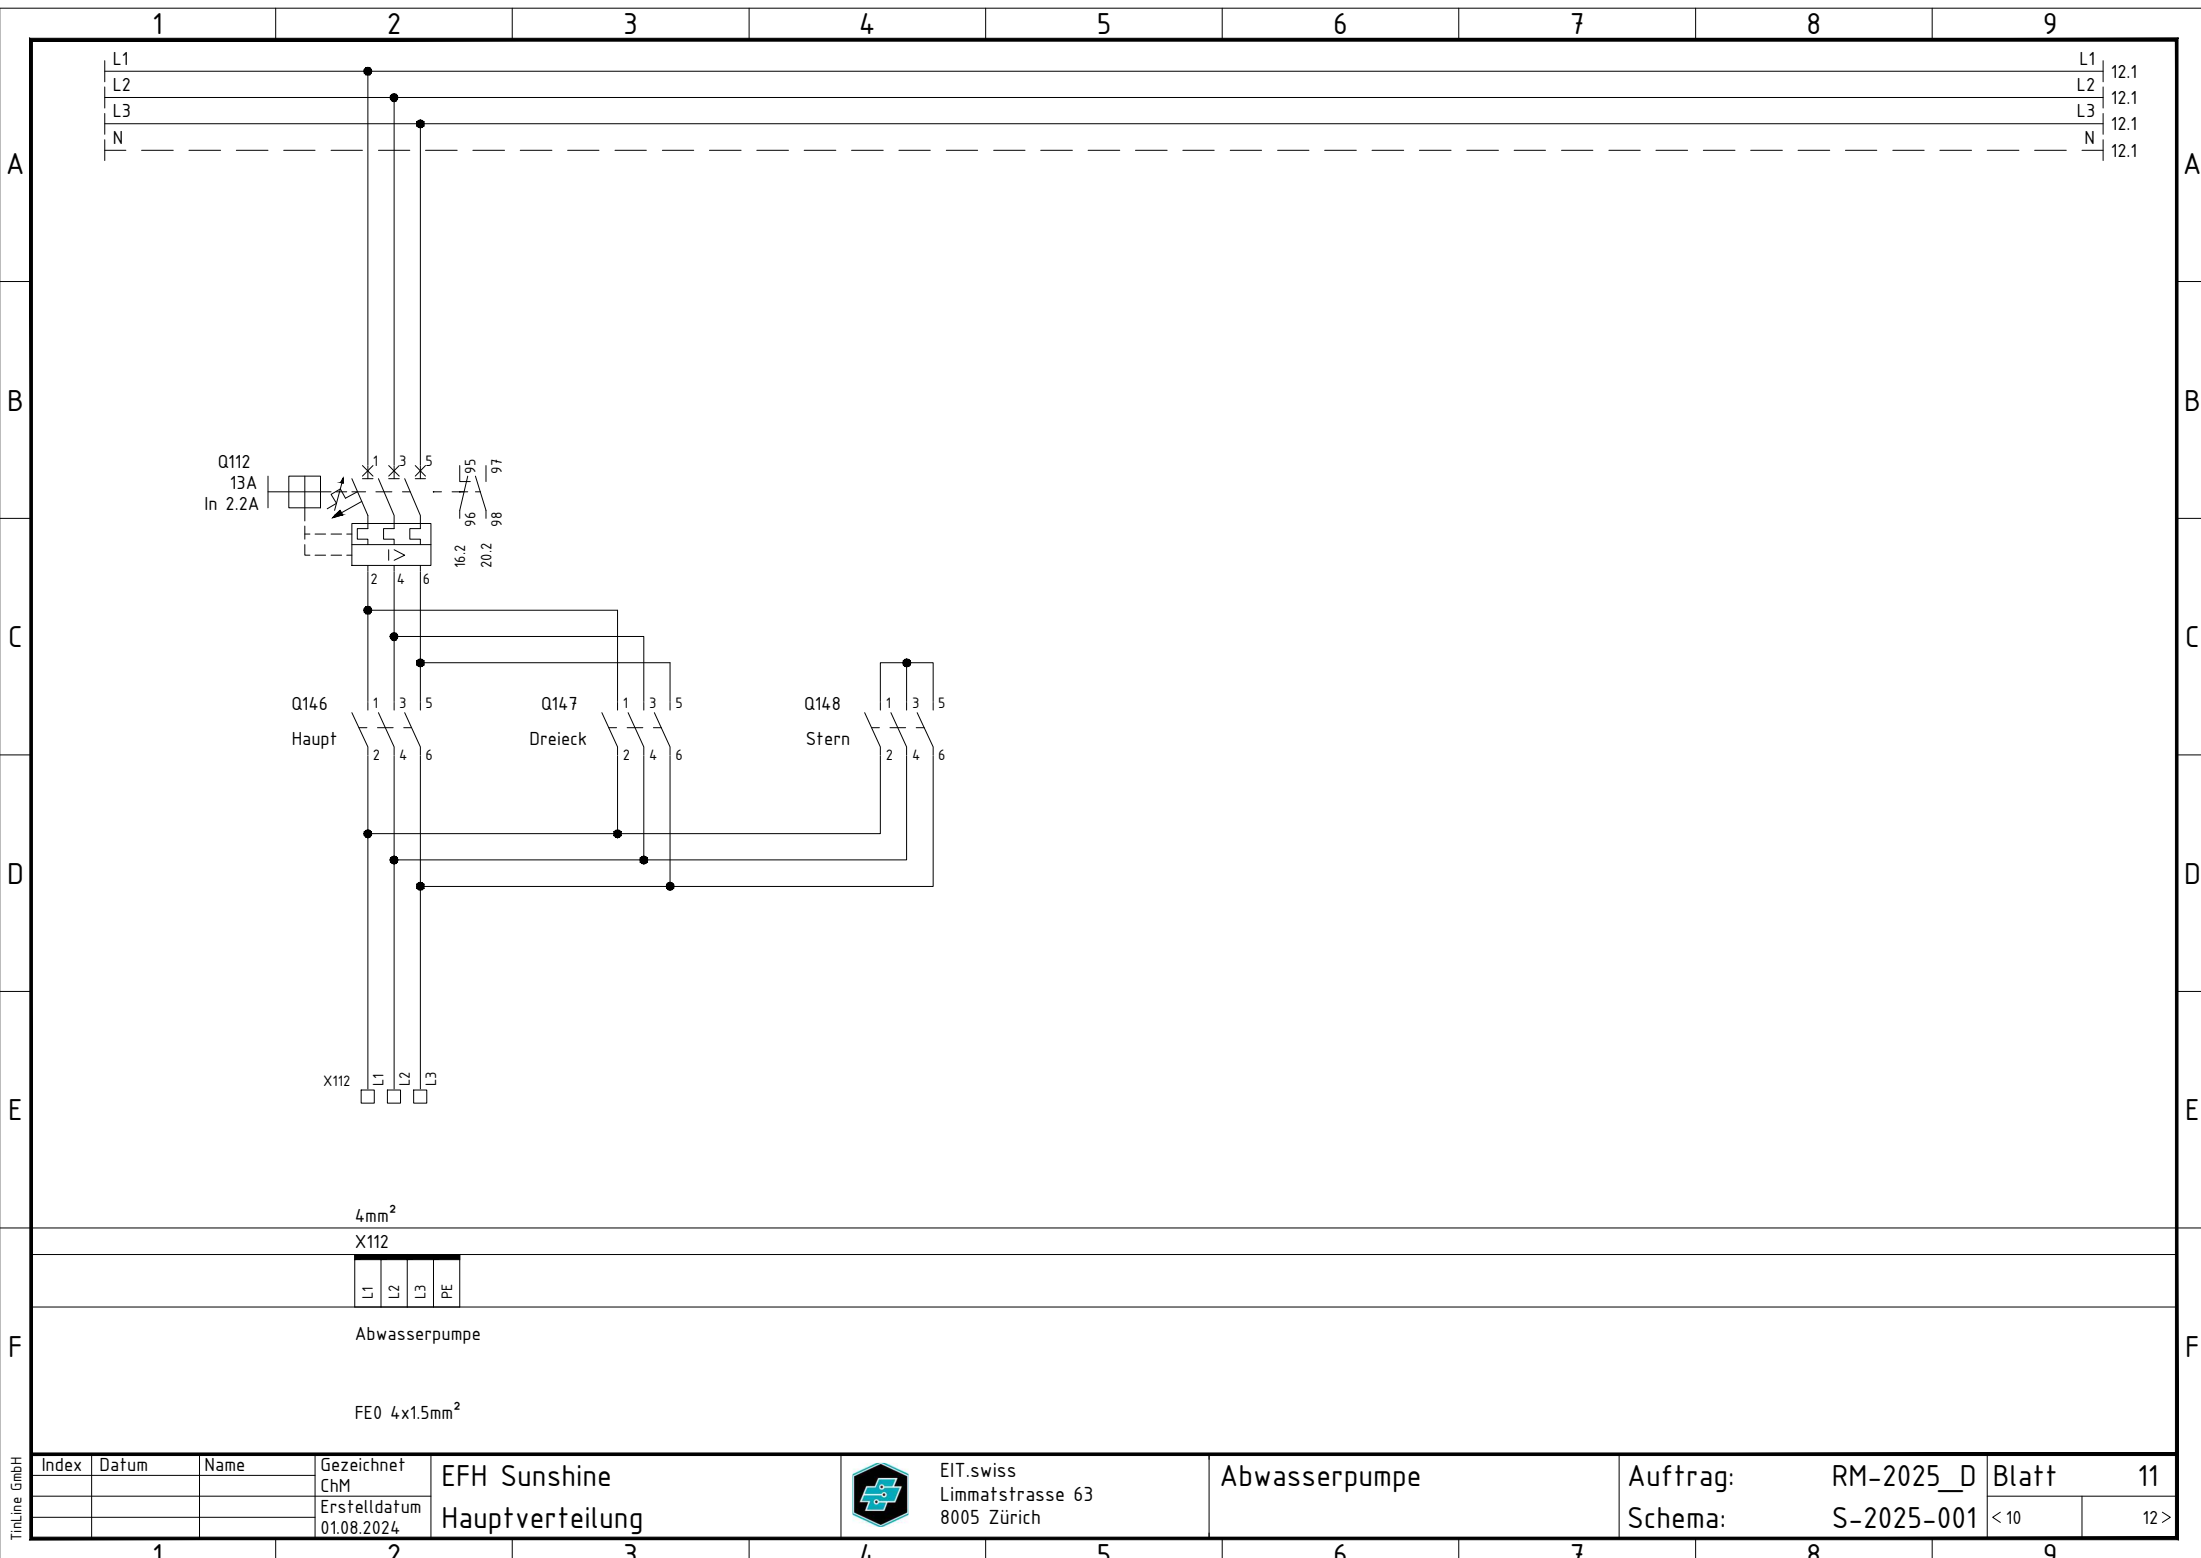 1 2 3 4 5 6 7 8 9
L1 L1 12.1
L2 L2 12.1
L3 L3 12.1
N N 12.1
A A
B B
Q112
13A
In 2.2A
1 3 5 95 97
96 98
I>
16.2 20.2
2 4 6
C C
Q146 1 3 5 Q147 1 3 5 Q148 1 3 5
Haupt Dreieck Stern
2 4 6 2 4 6 2 4 6
D D
X112 L1 L2 L3
E E
4mm²
X112
L1 L2 L3 PE
Abwasserpumpe
F F
FE0 4x1.5mm²
TinLine GmbH
Index Datum Name Gezeichnet
ChM
Erstelldatum
01.08.2024
EFH Sunshine
Hauptverteilung
EIT.swiss
Limmatstrasse 63
8005 Zürich
Abwasserpumpe
Auftrag: RM-2025__D
Schema: S-2025-001
Blatt 11
< 10 12 >
1 2 3 4 5 6 7 8 9